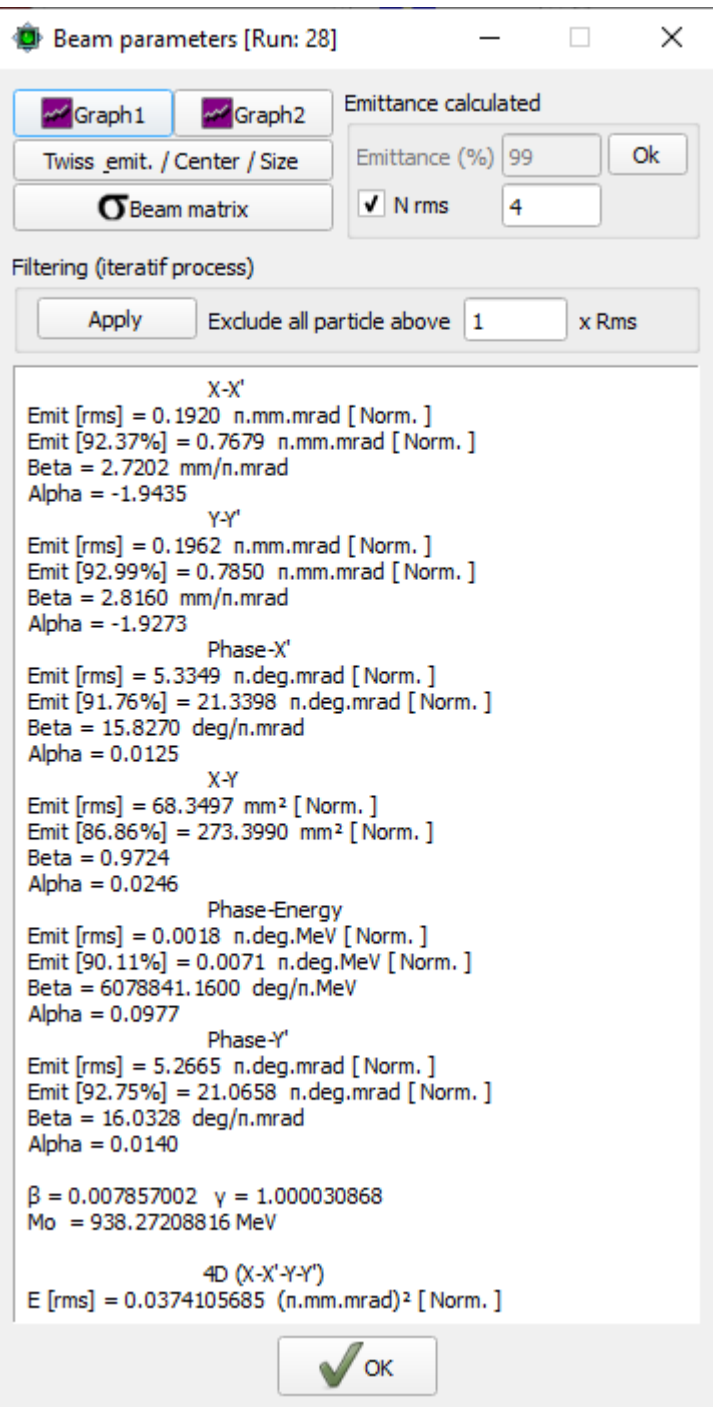 Beam parameters [Run: 28]
Graph1
Graph2
Emittance calculated
Twiss_emit. / Center / Size
Emittance (%) 99
Ok
σ Beam matrix
N rms 4
Filtering (iteratif process)
Apply
Exclude all particle above 1 x Rms
X-X'
Emit [rms] = 0.1920 π.mm.mrad [ Norm. ]
Emit [92.37%] = 0.7679 π.mm.mrad [ Norm. ]
Beta = 2.7202 mm/π.mrad
Alpha = -1.9435
Y-Y'
Emit [rms] = 0.1962 π.mm.mrad [ Norm. ]
Emit [92.99%] = 0.7850 π.mm.mrad [ Norm. ]
Beta = 2.8160 mm/π.mrad
Alpha = -1.9273
Phase-X'
Emit [rms] = 5.3349 π.deg.mrad [ Norm. ]
Emit [91.76%] = 21.3398 π.deg.mrad [ Norm. ]
Beta = 15.8270 deg/π.mrad
Alpha = 0.0125
X-Y
Emit [rms] = 68.3497 mm² [ Norm. ]
Emit [86.86%] = 273.3990 mm² [ Norm. ]
Beta = 0.9724
Alpha = 0.0246
Phase-Energy
Emit [rms] = 0.0018 π.deg.MeV [ Norm. ]
Emit [90.11%] = 0.0071 π.deg.MeV [ Norm. ]
Beta = 6078841.1600 deg/π.MeV
Alpha = 0.0977
Phase-Y'
Emit [rms] = 5.2665 π.deg.mrad [ Norm. ]
Emit [92.75%] = 21.0658 π.deg.mrad [ Norm. ]
Beta = 16.0328 deg/π.mrad
Alpha = 0.0140
β = 0.007857002 γ = 1.000030868
Mo = 938.27208816 MeV
4D (X-X'-Y-Y')
E [rms] = 0.0374105685 (π.mm.mrad)² [ Norm. ]
OK